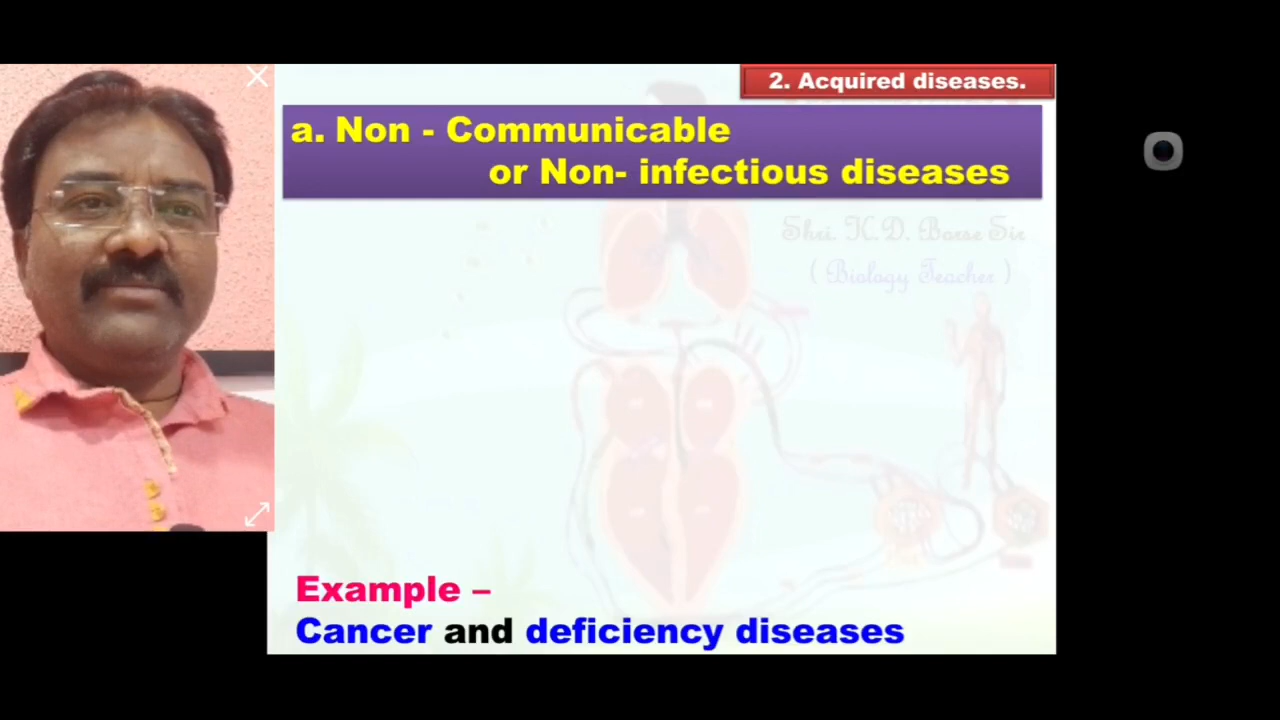 2. Acquired diseases.
a. Non - Communicable
or Non- infectious diseases
Shri. K.D. Borse Sir
( Biology Teacher )
Example –
Cancer and deficiency diseases